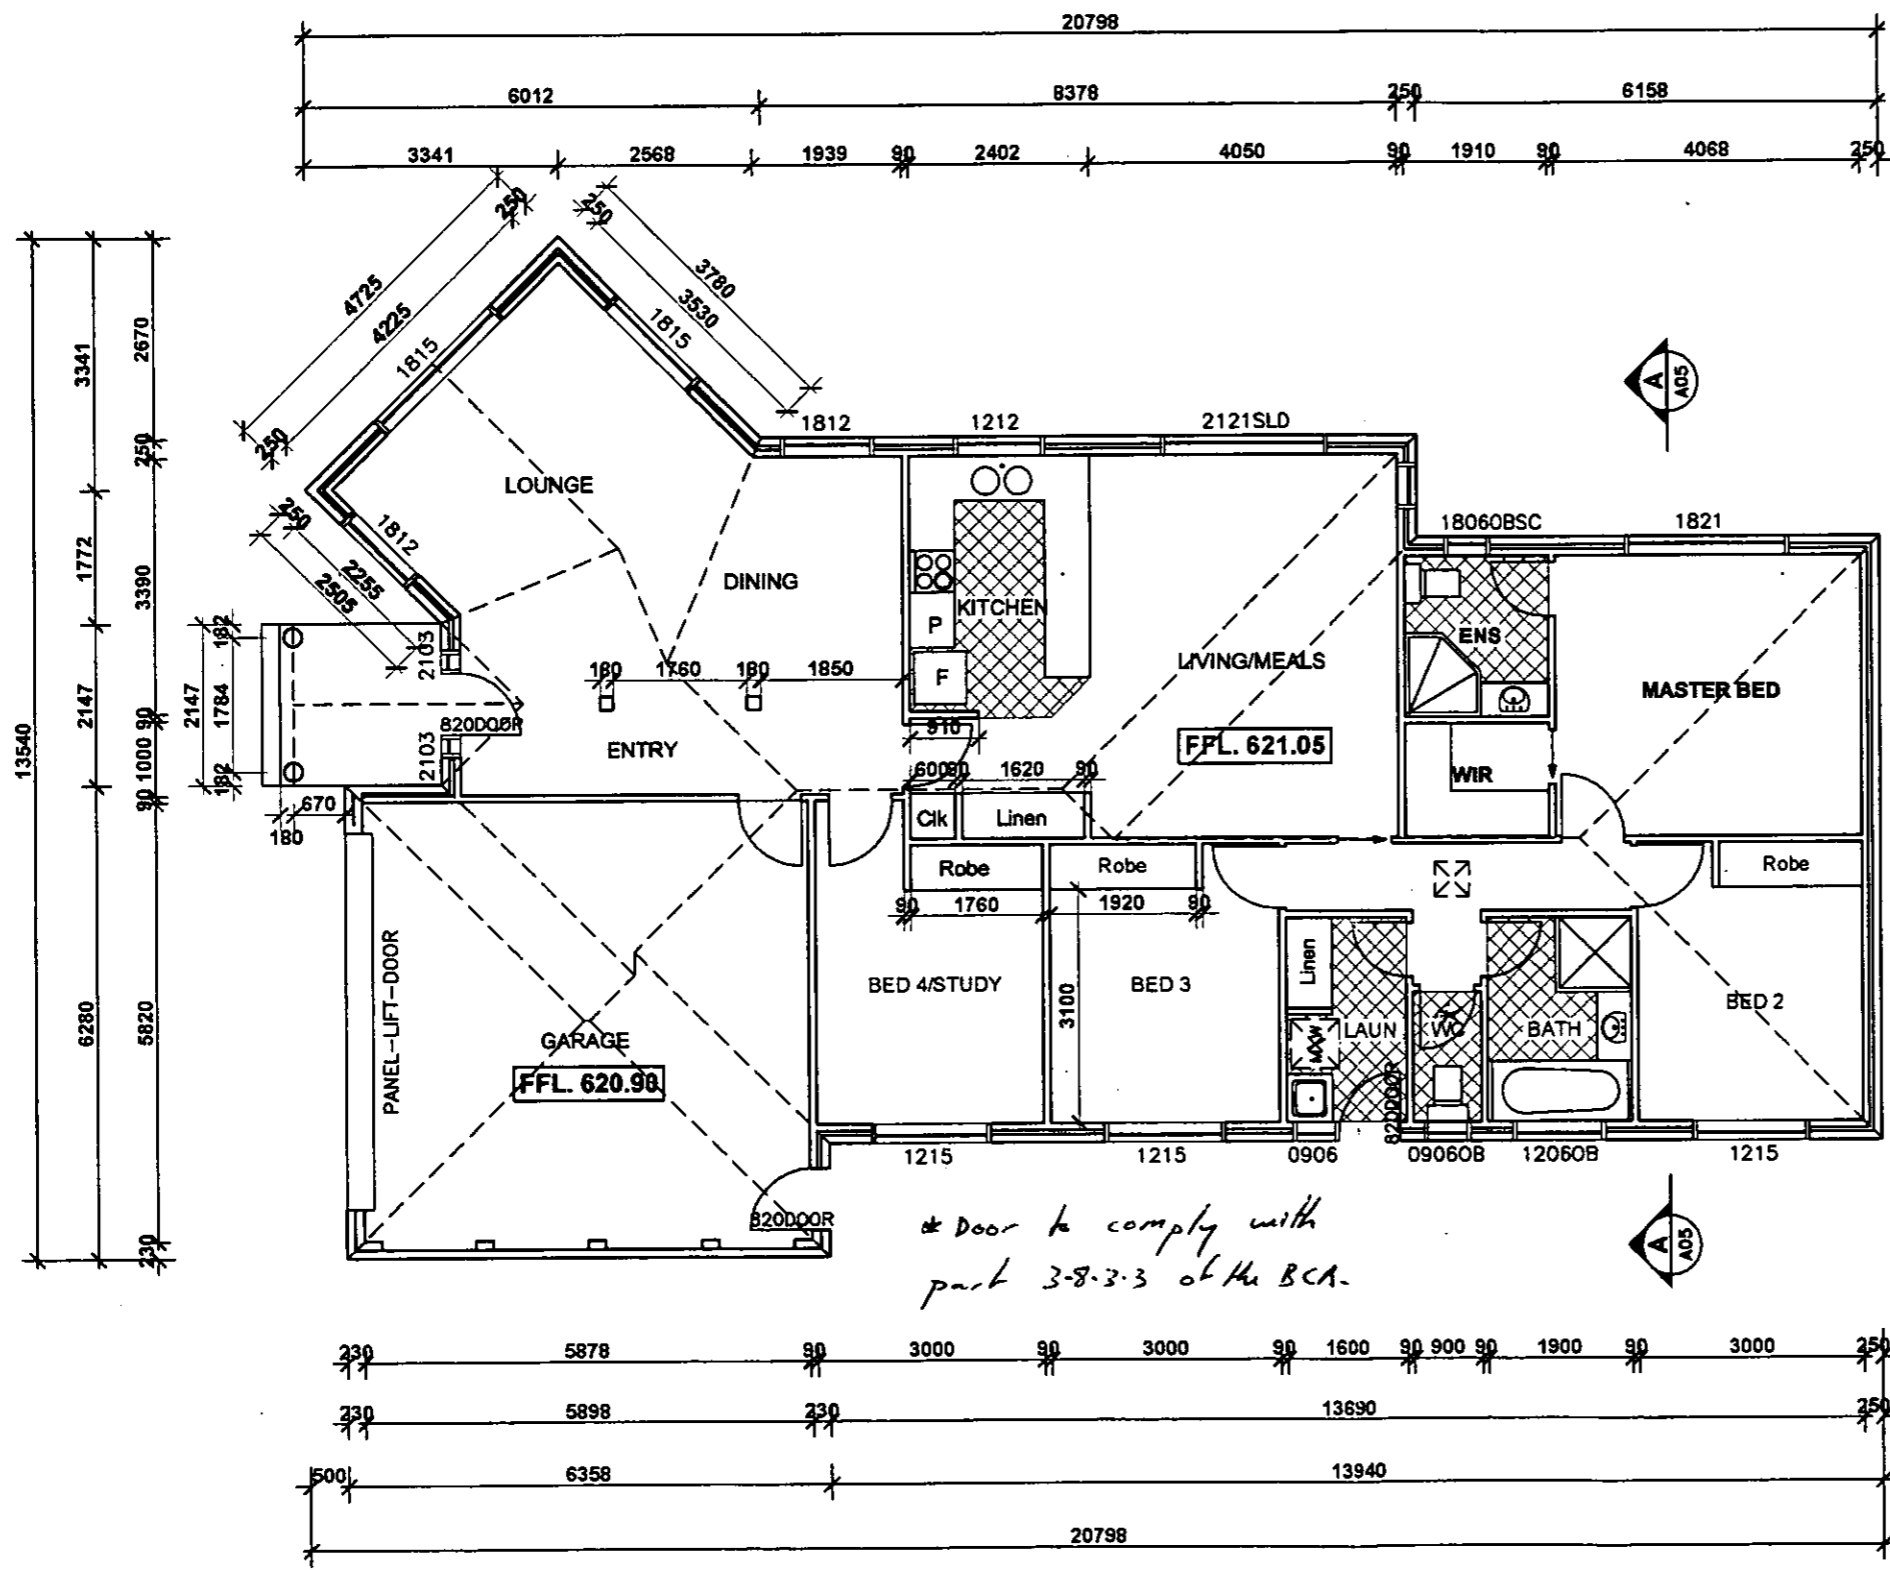 20798
6012 8378 250 6158
3341 2568 1939 90 2402 4050 90 1910 90 4068 250
250
250
4725
4225
3780
3530
1815
1815
13540
3341
1772
2147
6280
2670
250
3390
90
1000
90
5820
230
2147
182
1784
182
250
250
1812
2255
2505
1812
1212
2121SLD
18060BSC
1821
A
A05
LOUNGE
DINING
KITCHEN
P
F
LIVING/MEALS
ENS
MASTER BED
WIR
2103
820DOOR
2103
180 1760 180 1850
ENTRY
910
FFL. 621.05
600 90 1620 90
Clk
Linen
670
180
Robe
Robe
Robe
90 1760 1920 90
PANEL-LIFT-DOOR
GARAGE
FFL. 620.90
BED 4/STUDY
3100
BED 3
Linen
MXW
LAUN
WC
BATH
BED 2
820DOOR
820DOOR
1215
1215
0906
09060B
12060B
1215
* Door to comply with
part 3-8.3.3 of the BCA.
A
A05
230 5878 90 3000 90 3000 90 1600 90 900 90 1900 90 3000 250
230 5898 230 13690 250
500 6358 13940
20798